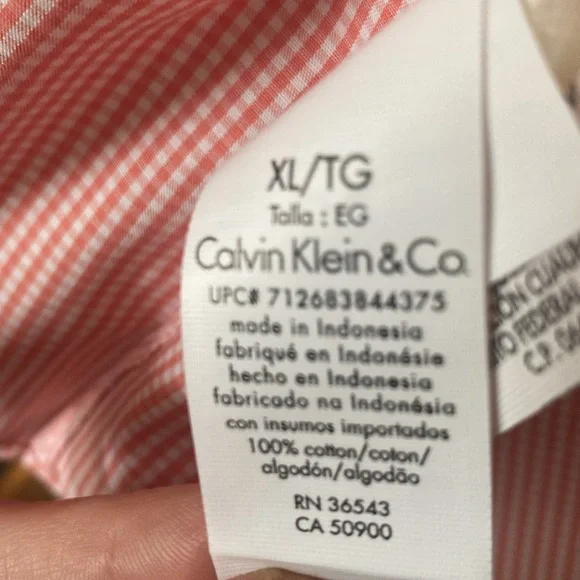 XL/TG
Talla : EG
Calvin Klein & Co.
UPC# 712683844375
made in Indonesia
fabriqué en Indonésie
hecho en Indonesia
fabricado na Indonésia
con insumos importados
100% cotton/coton/
algodón/algodão
RN 36543
CA 50900
FEDERAL
C.P.